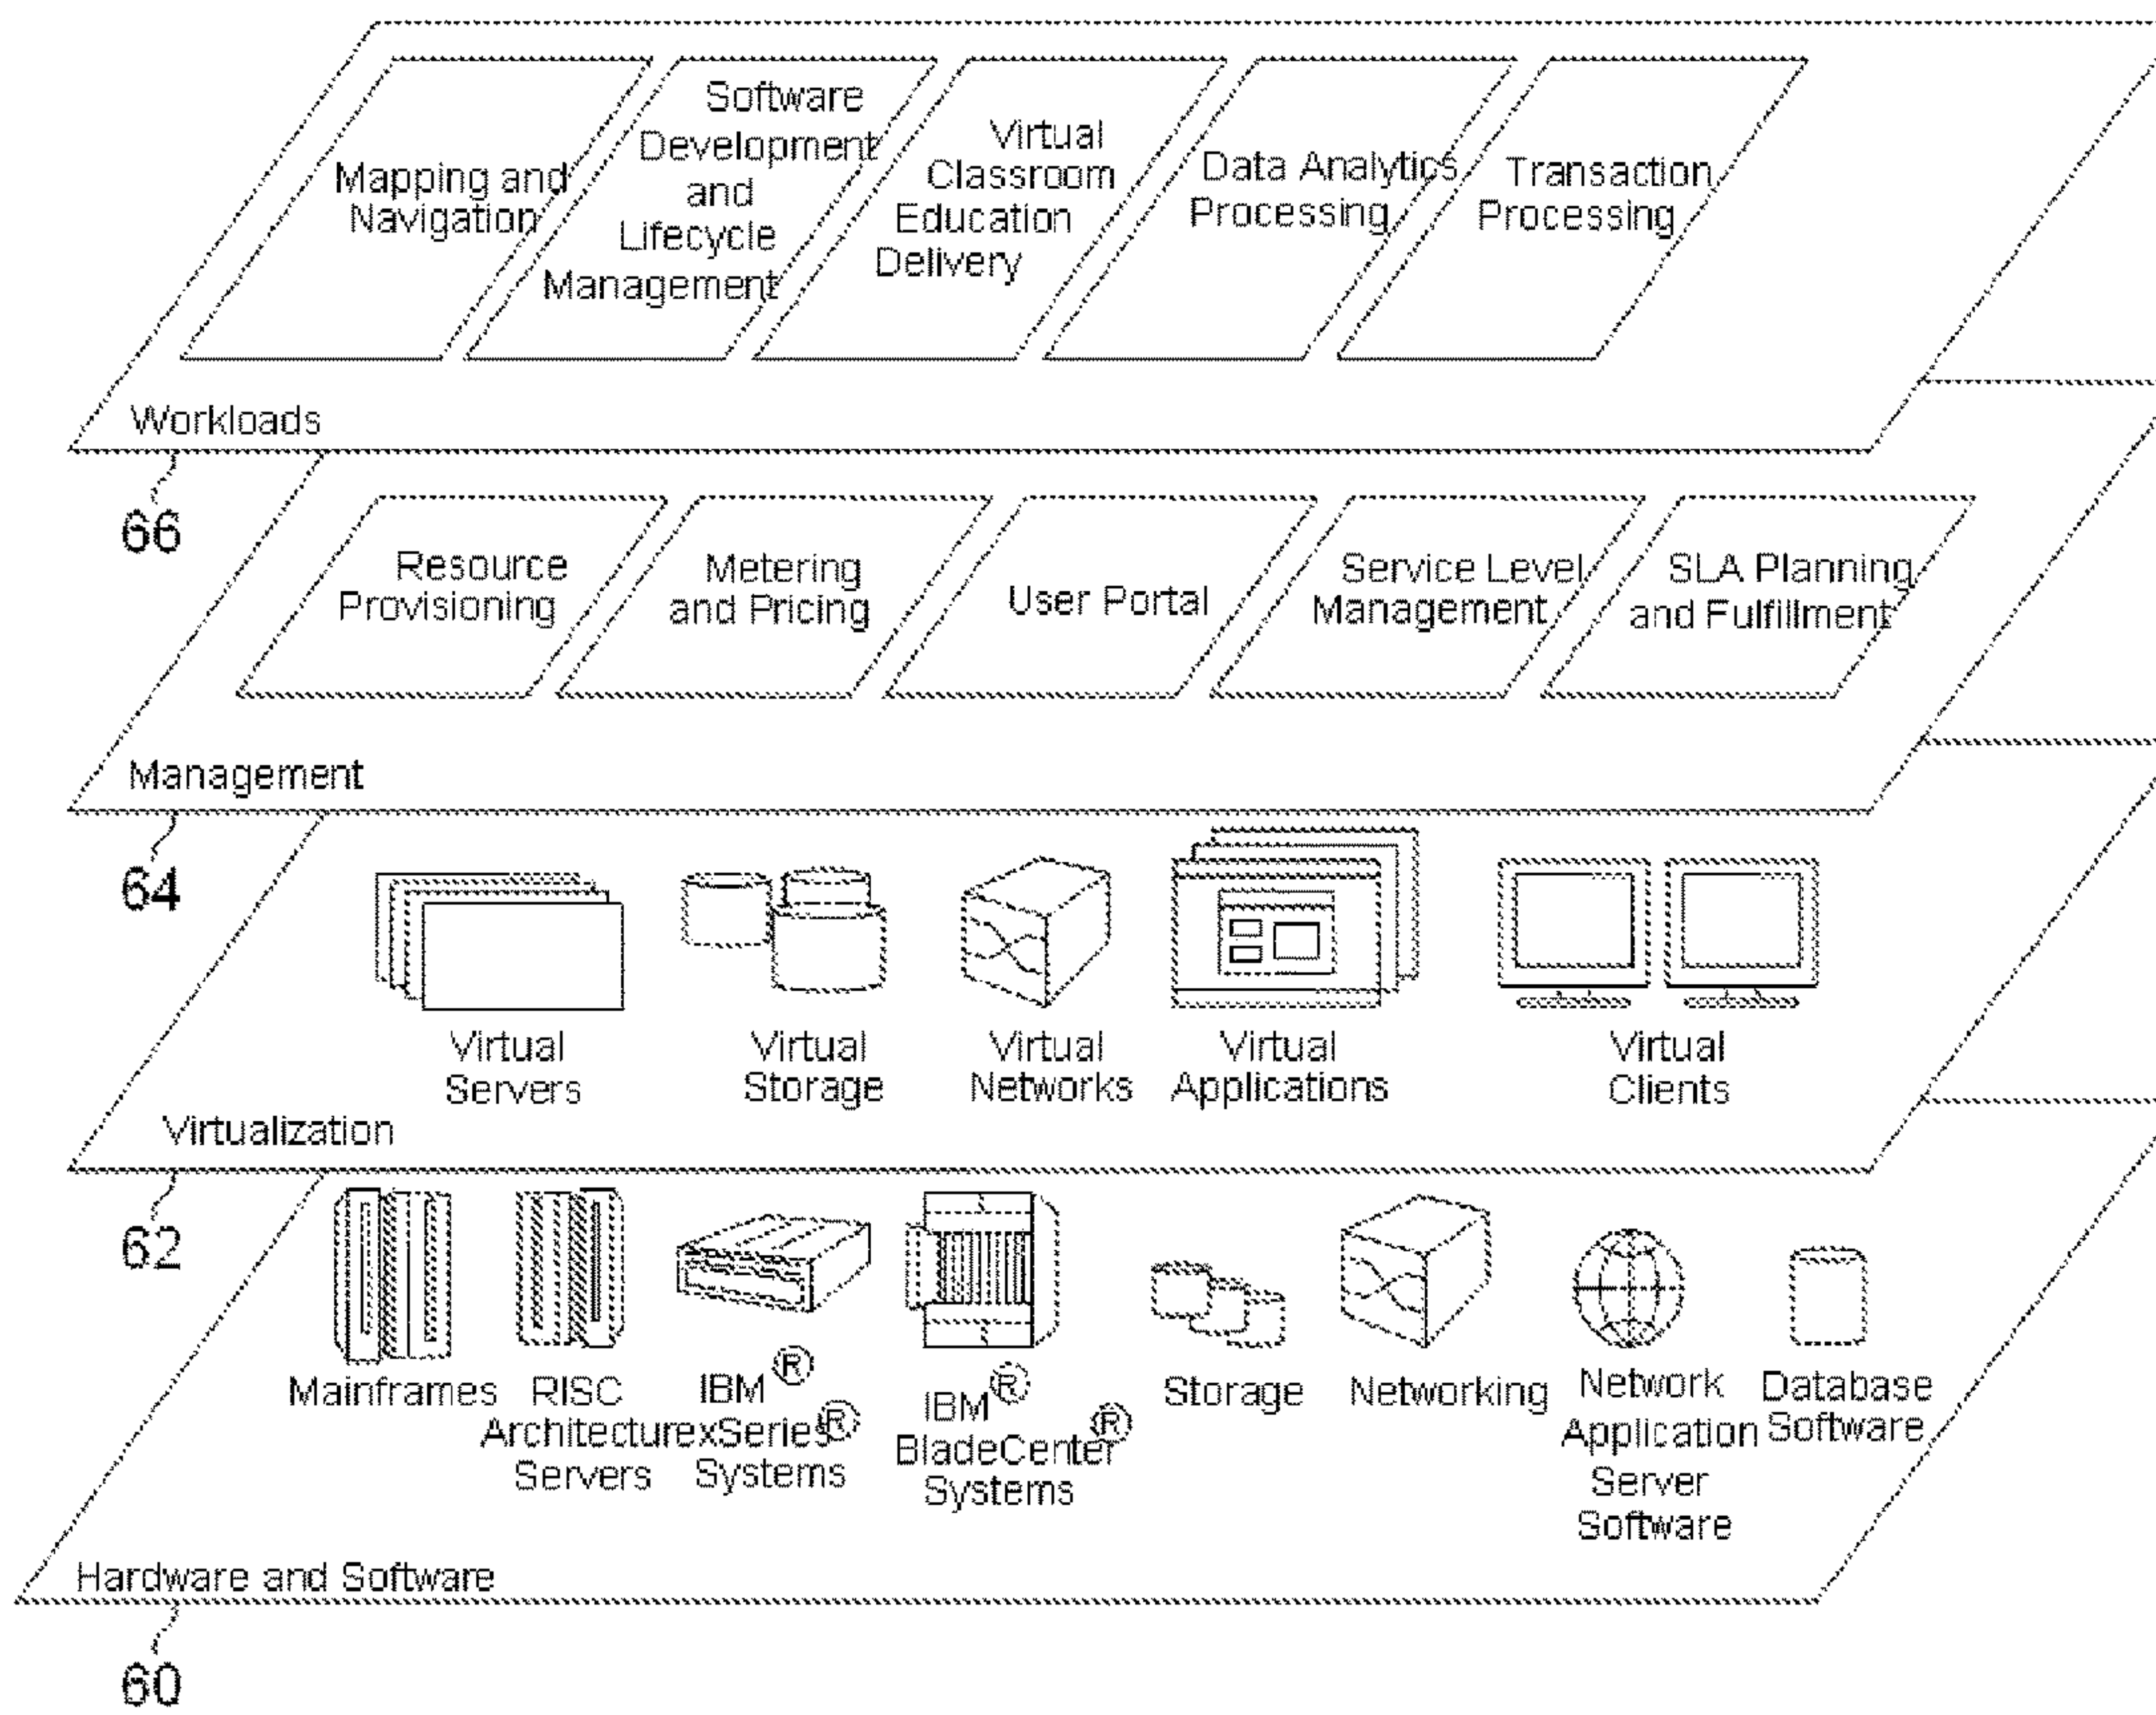 Mapping and
Navigation
Software
Development
and
Lifecycle
Management
Virtual
Classroom
Education
Delivery
Data Analytics
Processing
Transaction
Processing
Workloads
66
Resource
Provisioning
Metering
and Pricing
User Portal
Service Level
Management
SLA Planning
and Fulfillment
Management
64
Virtual
Servers
Virtual
Storage
Virtual
Networks
Virtual
Applications
Virtual
Clients
Virtualization
62
Mainframes
RISC
Architecture
Servers
IBM ®
xSeries ®
Systems
IBM ®
BladeCenter ®
Systems
Storage
Networking
Network
Application
Server
Software
Database
Software
Hardware and Software
60